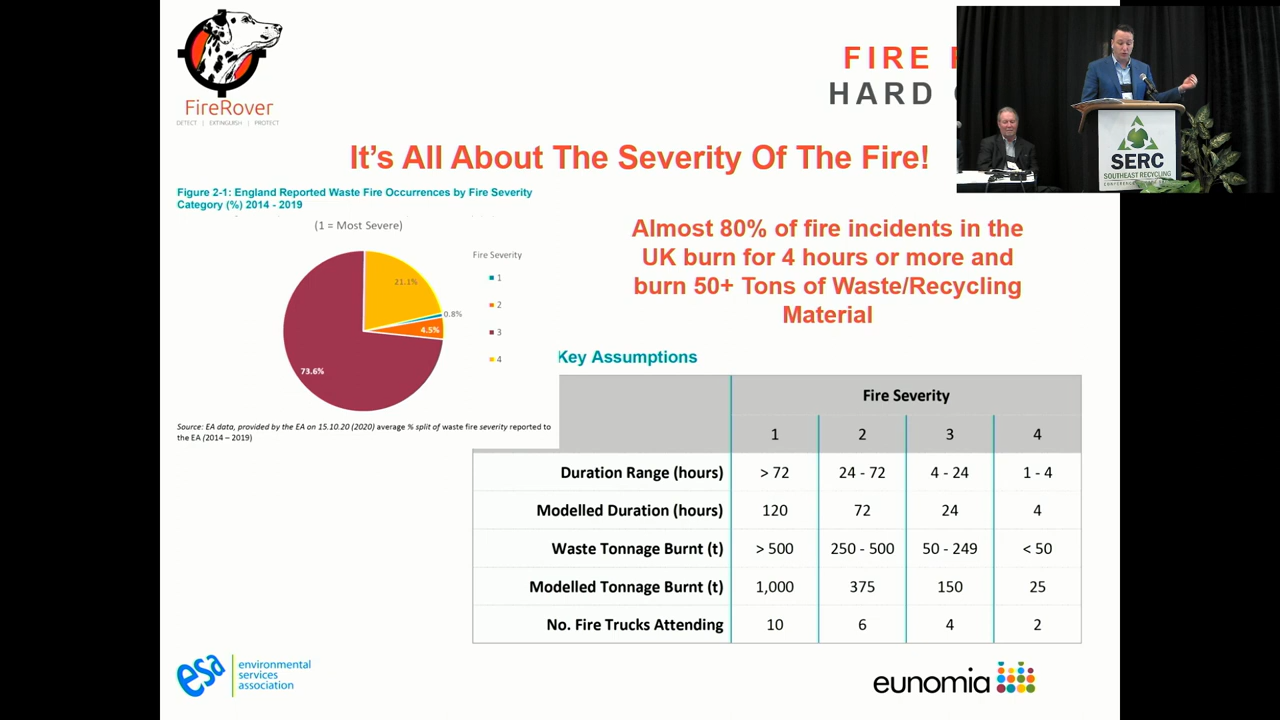 FireRover
DETECT | EXTINGUISH | PROTECT
FIRE
HARD
It's All About The Severity Of The Fire!
SERC
SOUTHEAST RECYCLING
Figure 2-1: England Reported Waste Fire Occurrences by Fire Severity
Category (%) 2014 - 2019
(1 = Most Severe)
Fire Severity
1
2
3
4
21.1%
0.8%
4.5%
73.6%
Source: EA data, provided by the EA on 15.10.20 (2020) average % split of waste fire severity reported to
the EA (2014 – 2019)
Almost 80% of fire incidents in the
UK burn for 4 hours or more and
burn 50+ Tons of Waste/Recycling
Material
Key Assumptions
Fire Severity
1 2 3 4
Duration Range (hours) > 72 24 - 72 4 - 24 1 - 4
Modelled Duration (hours) 120 72 24 4
Waste Tonnage Burnt (t) > 500 250 - 500 50 - 249 < 50
Modelled Tonnage Burnt (t) 1,000 375 150 25
No. Fire Trucks Attending 10 6 4 2
esa
environmental
services
association
eunomia